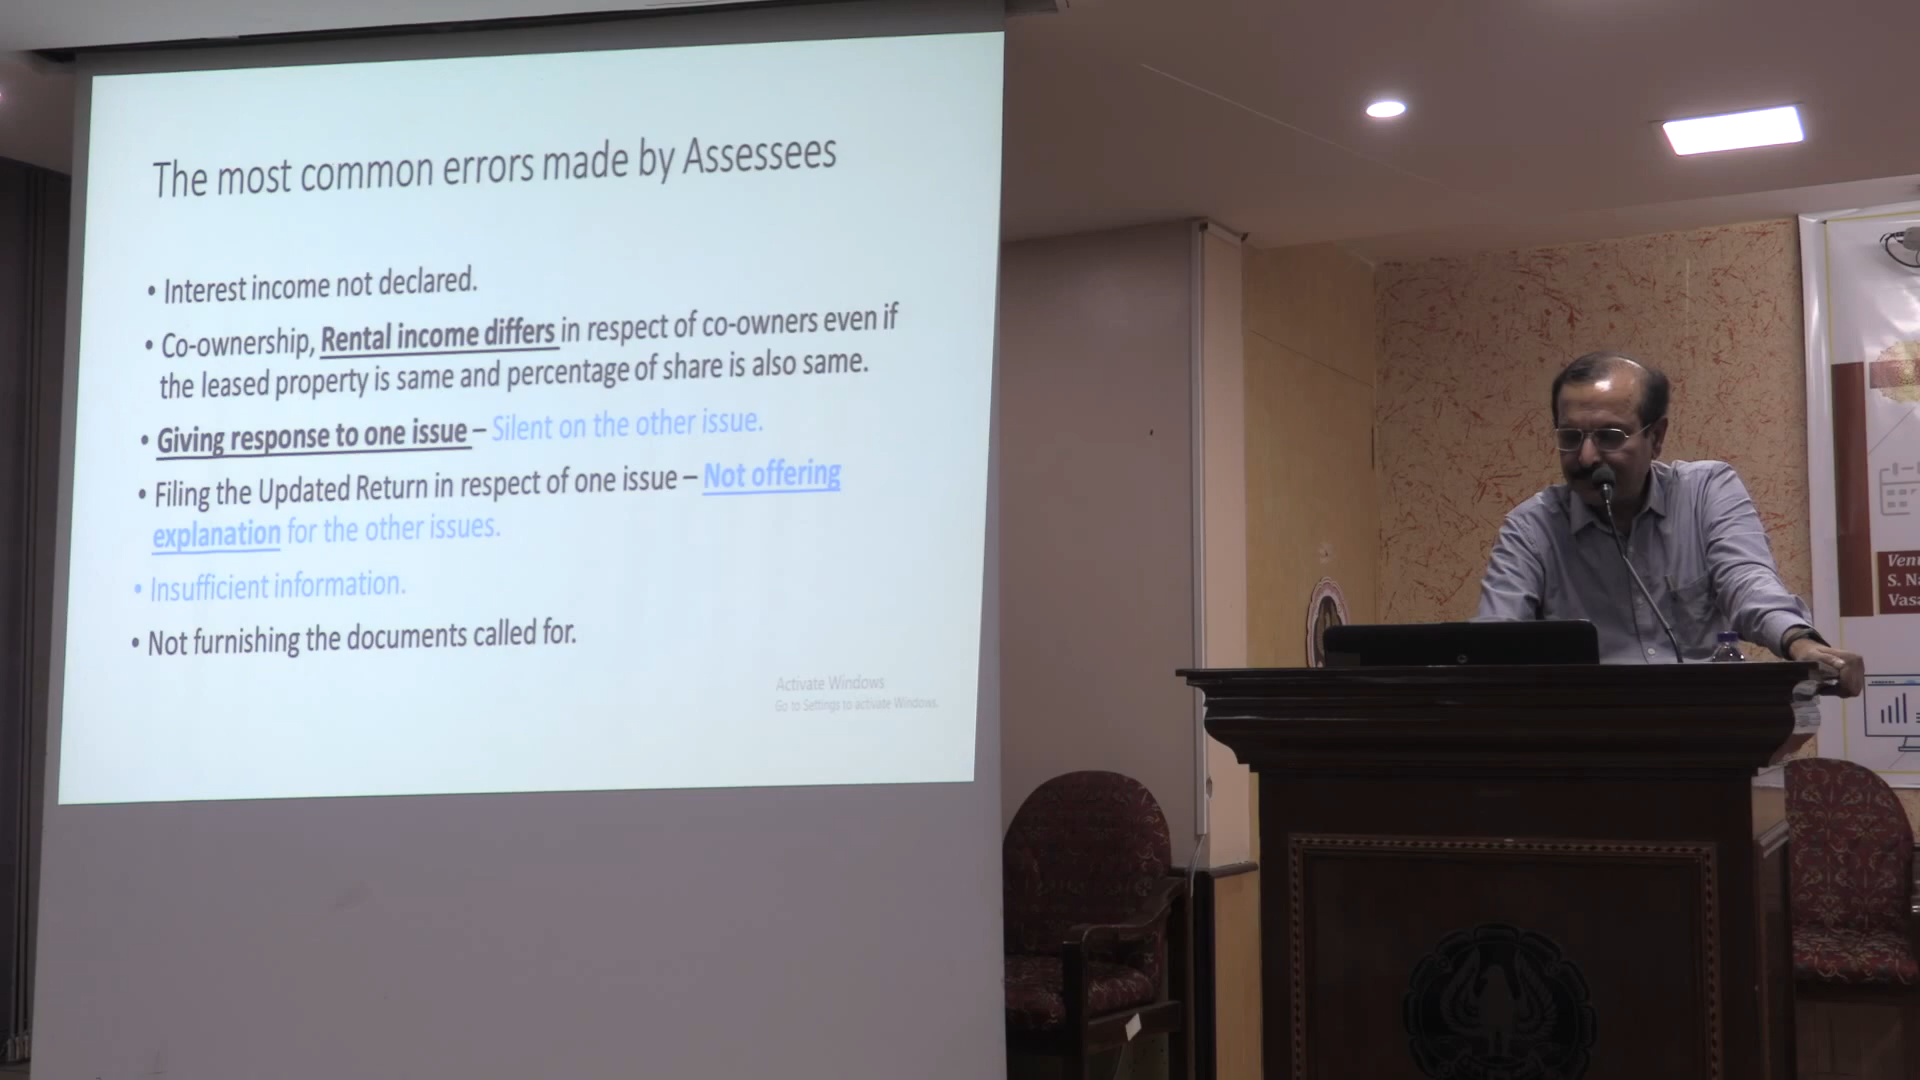 The most common errors made by Assessees
• Interest income not declared.
• Co-ownership, Rental income differs in respect of co-owners even if
the leased property is same and percentage of share is also same.
• Giving response to one issue – Silent on the other issue.
• Filing the Updated Return in respect of one issue – Not offering
explanation for the other issues.
• Insufficient information.
• Not furnishing the documents called for.
Activate Windows
Go to Settings to activate Windows.
S.